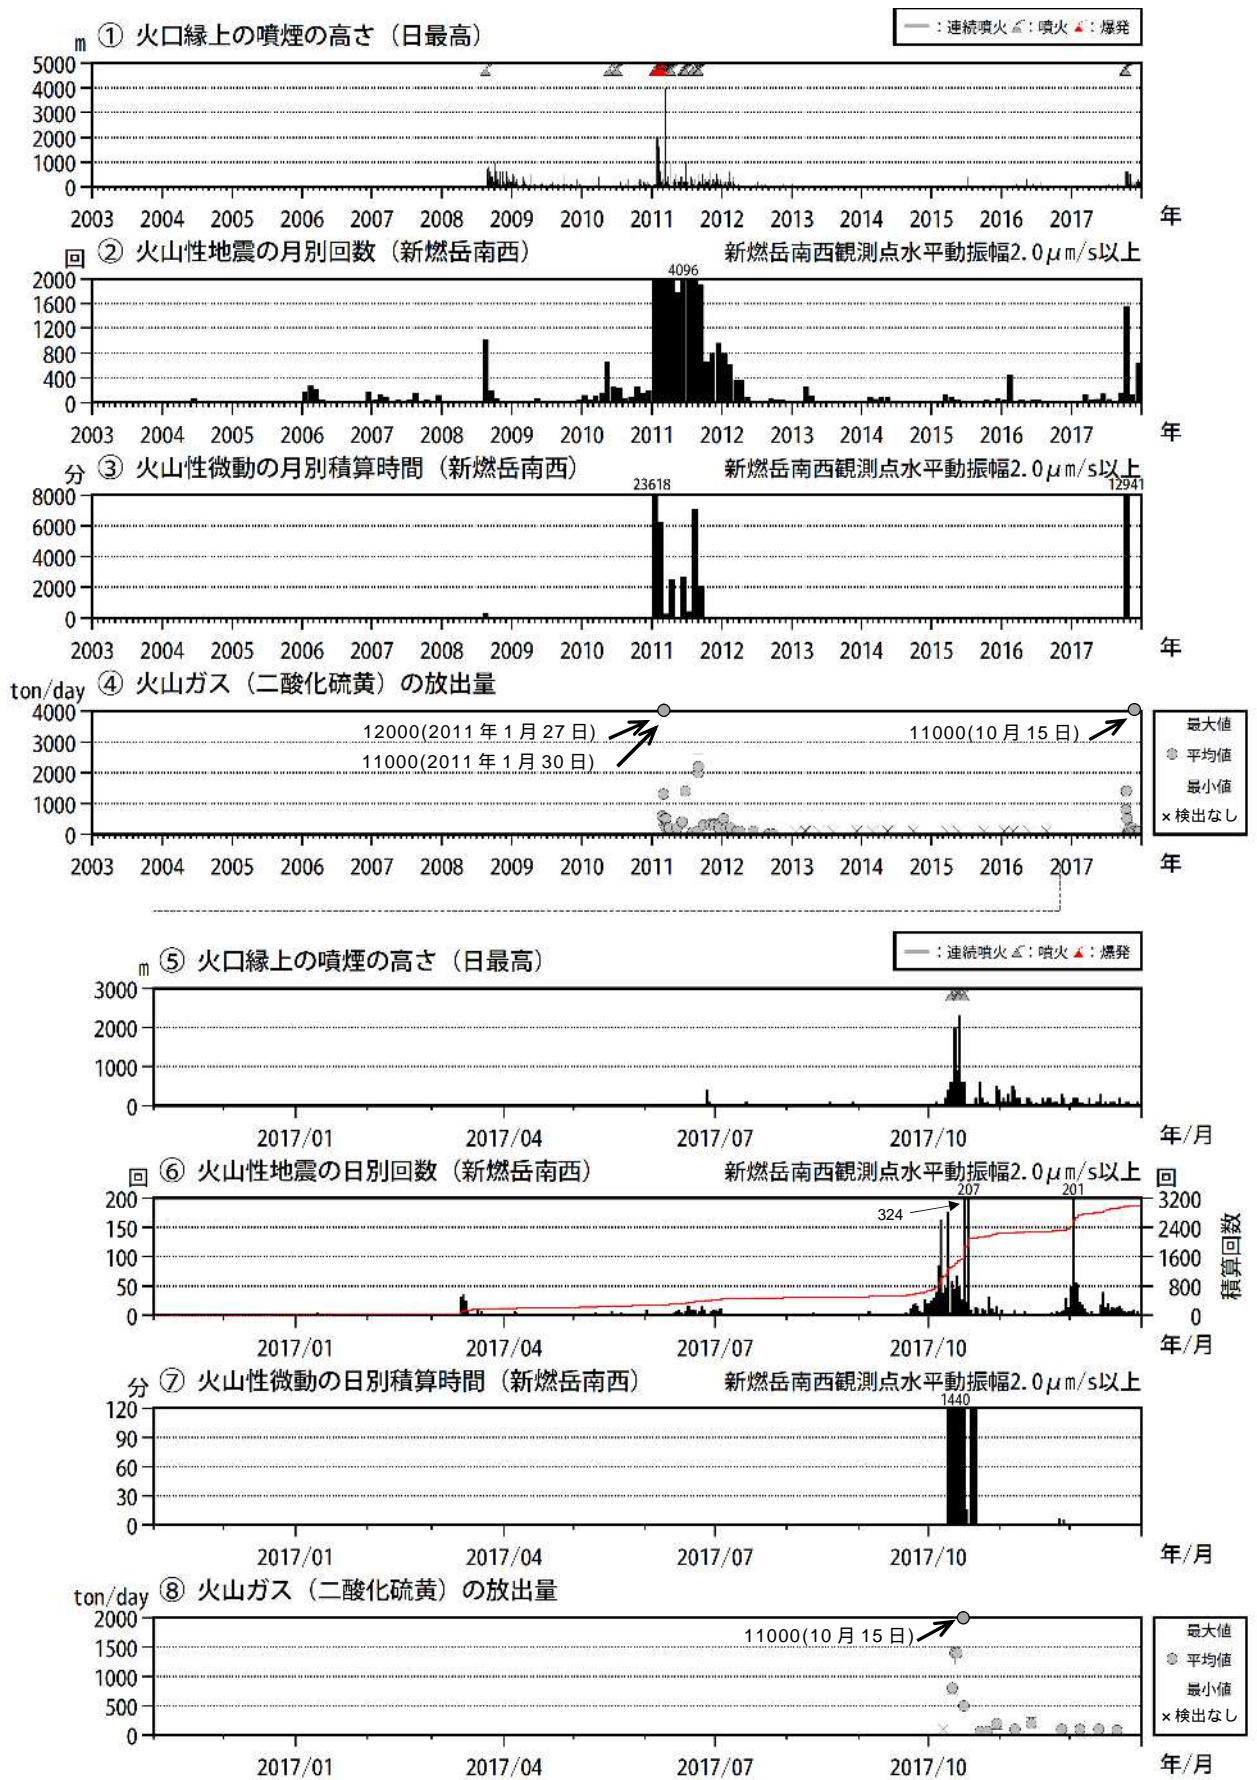 ① 火口縁上の噴煙の高さ（日最高）
：連続噴火 ：噴火 ：爆発
m
5000
4000
3000
2000
1000
0
2003 2004 2005 2006 2007 2008 2009 2010 2011 2012 2013 2014 2015 2016 2017 年
回 ② 火山性地震の月別回数（新燃岳南西） 新燃岳南西観測点水平動振幅2.0μm/s以上
4096
2000
1600
1200
800
400
0
2003 2004 2005 2006 2007 2008 2009 2010 2011 2012 2013 2014 2015 2016 2017 年
分 ③ 火山性微動の月別積算時間（新燃岳南西） 新燃岳南西観測点水平動振幅2.0μm/s以上
23618 12941
8000
6000
4000
2000
0
2003 2004 2005 2006 2007 2008 2009 2010 2011 2012 2013 2014 2015 2016 2017 年
ton/day ④ 火山ガス（二酸化硫黄）の放出量
4000
3000
2000
1000
0
12000(2011年1月27日)
11000(2011年1月30日)
11000(10月15日)
最大値
平均値
最小値
×検出なし
2003 2004 2005 2006 2007 2008 2009 2010 2011 2012 2013 2014 2015 2016 2017 年
m ⑤ 火口縁上の噴煙の高さ（日最高）
：連続噴火 ：噴火 ：爆発
3000
2000
1000
0
2017/01 2017/04 2017/07 2017/10 年/月
回 ⑥ 火山性地震の日別回数（新燃岳南西） 新燃岳南西観測点水平動振幅2.0μm/s以上 回
324 207 201
200 3200
150 2400
100 1600
50 800
0 0
積算回数
2017/01 2017/04 2017/07 2017/10 年/月
分 ⑦ 火山性微動の日別積算時間（新燃岳南西） 新燃岳南西観測点水平動振幅2.0μm/s以上
1440
120
90
60
30
0
2017/01 2017/04 2017/07 2017/10 年/月
ton/day ⑧ 火山ガス（二酸化硫黄）の放出量
2000
1500
1000
500
0
11000(10月15日)
最大値
平均値
最小値
×検出なし
2017/01 2017/04 2017/07 2017/10 年/月